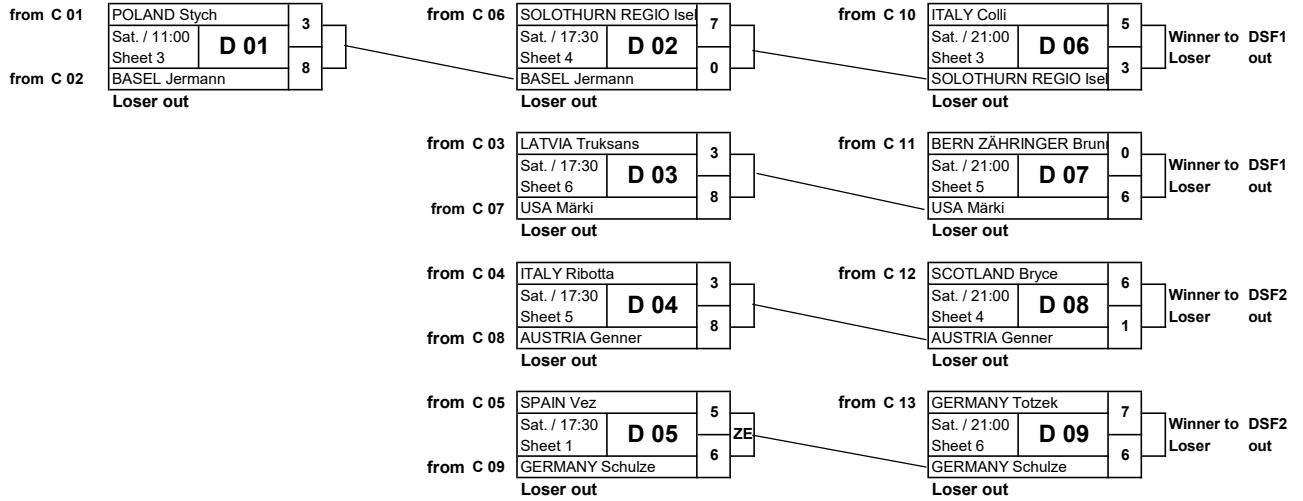 from C 01 POLAND Stych 3
Sat. / 11:00
Sheet 3
D 01
from C 02 BASEL Jermann 8
Loser out
from C 06 SOLOTHURN REGIO Isel 7
Sat. / 17:30
Sheet 4
D 02
BASEL Jermann 0
Loser out
from C 10 ITALY Colli 5
Sat. / 21:00
Sheet 3
D 06
SOLOTHURN REGIO Isel 3
Loser out
Winner to DSF1
Loser out
from C 03 LATVIA Truksans 3
Sat. / 17:30
Sheet 6
D 03
from C 07 USA Märki 8
Loser out
from C 11 BERN ZÄHRINGER Brun 0
Sat. / 21:00
Sheet 5
D 07
USA Märki 6
Loser out
Winner to DSF1
Loser out
from C 04 ITALY Ribotta 3
Sat. / 17:30
Sheet 5
D 04
from C 08 AUSTRIA Genner 8
Loser out
from C 12 SCOTLAND Bryce 6
Sat. / 21:00
Sheet 4
D 08
AUSTRIA Genner 1
Loser out
Winner to DSF2
Loser out
from C 05 SPAIN Vez 5
Sat. / 17:30
Sheet 1
D 05
ZE
from C 09 GERMANY Schulze 6
Loser out
from C 13 GERMANY Totzek 7
Sat. / 21:00
Sheet 6
D 09
GERMANY Schulze 6
Loser out
Winner to DSF2
Loser out